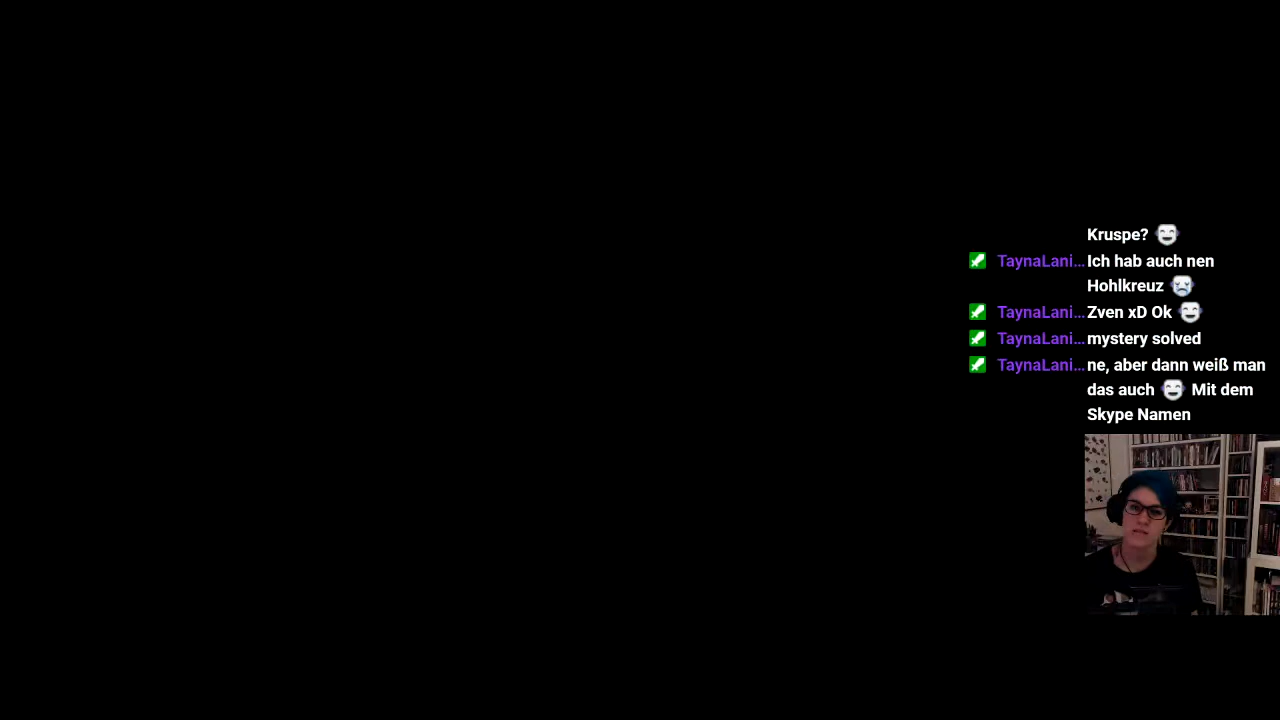 Kruspe?
TaynaLani... Ich hab auch nen
Hohlkreuz
TaynaLani... Zven xD Ok
TaynaLani... mystery solved
TaynaLani... ne, aber dann weiß man
das auch Mit dem
Skype Namen